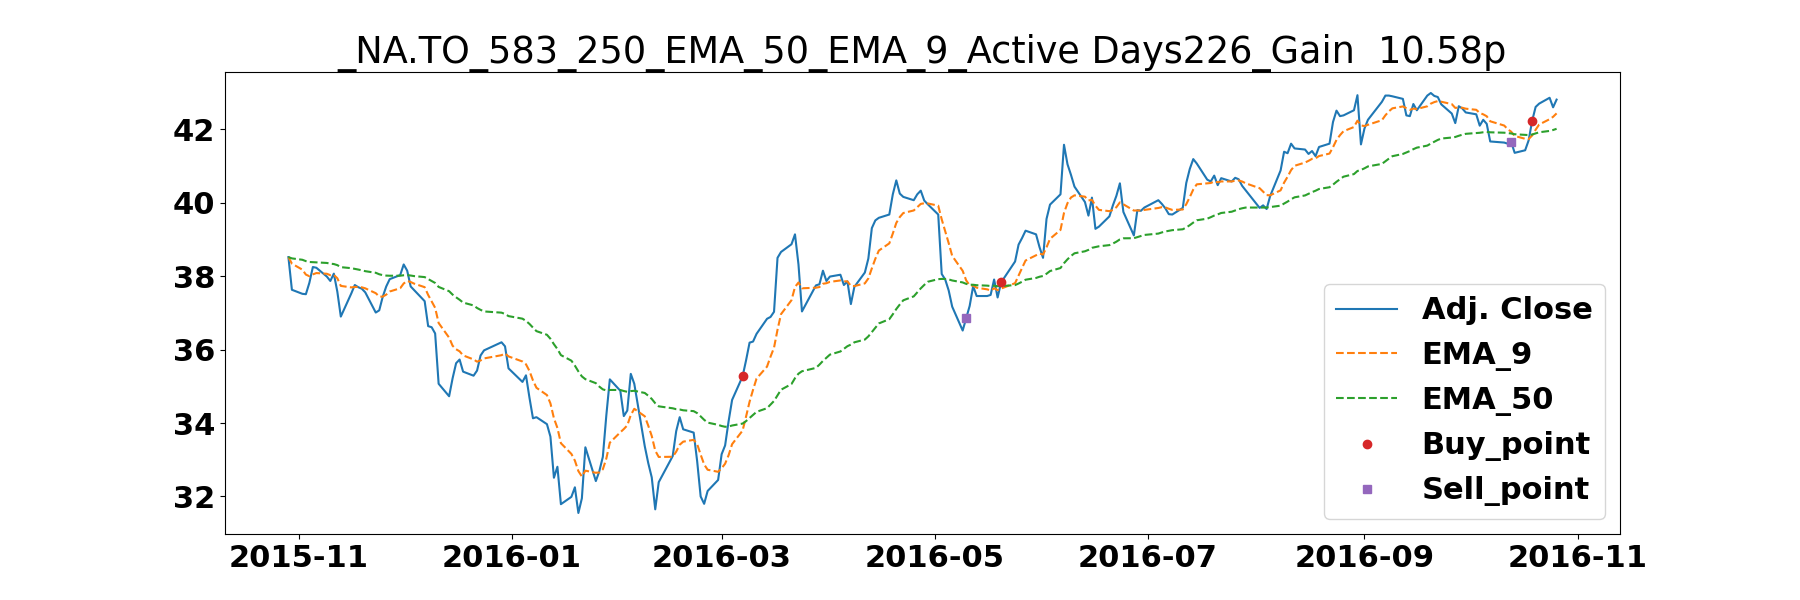 _NA.TO_583_250_EMA_50_EMA_9_Active Days226_Gain  10.58p
42
40
38
36
34
32
Adj. Close
EMA_9
EMA_50
Buy_point
Sell_point
2015-11 2016-01 2016-03 2016-05 2016-07 2016-09 2016-11